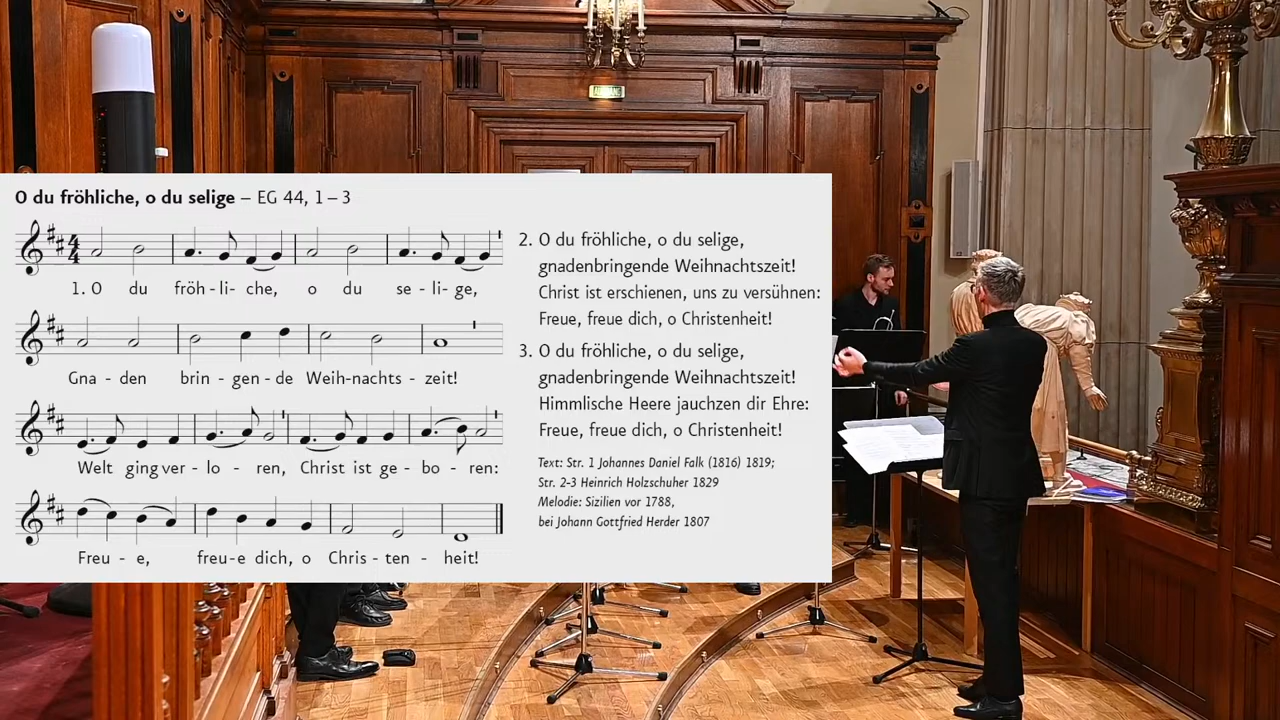 O du fröhliche, o du selige – EG 44, 1 – 3
1. O du fröh - li- che, o du se - li - ge,
Gna - den brin - gen - de Weih-nachts - zeit!
Welt ging ver - lo - ren, Christ ist ge - bo - ren:
Freu - e, freu-e dich, o Chris - ten - heit!
2. O du fröhliche, o du selige,
gnadenbringende Weihnachtszeit!
Christ ist erschienen, uns zu versühnen:
Freue, freue dich, o Christenheit!
3. O du fröhliche, o du selige,
gnadenbringende Weihnachtszeit!
Himmlische Heere jauchzen dir Ehre:
Freue, freue dich, o Christenheit!
Text: Str. 1 Johannes Daniel Falk (1816) 1819;
Str. 2-3 Heinrich Holzschuher 1829
Melodie: Sizilien vor 1788,
bei Johann Gottfried Herder 1807